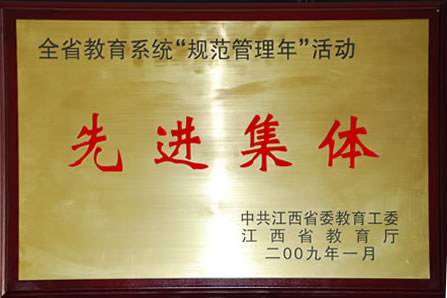 全省教育系统“规范管理年”活动
先进集体
中共江西省委教育工委
江西省教育厅
二00九年一月